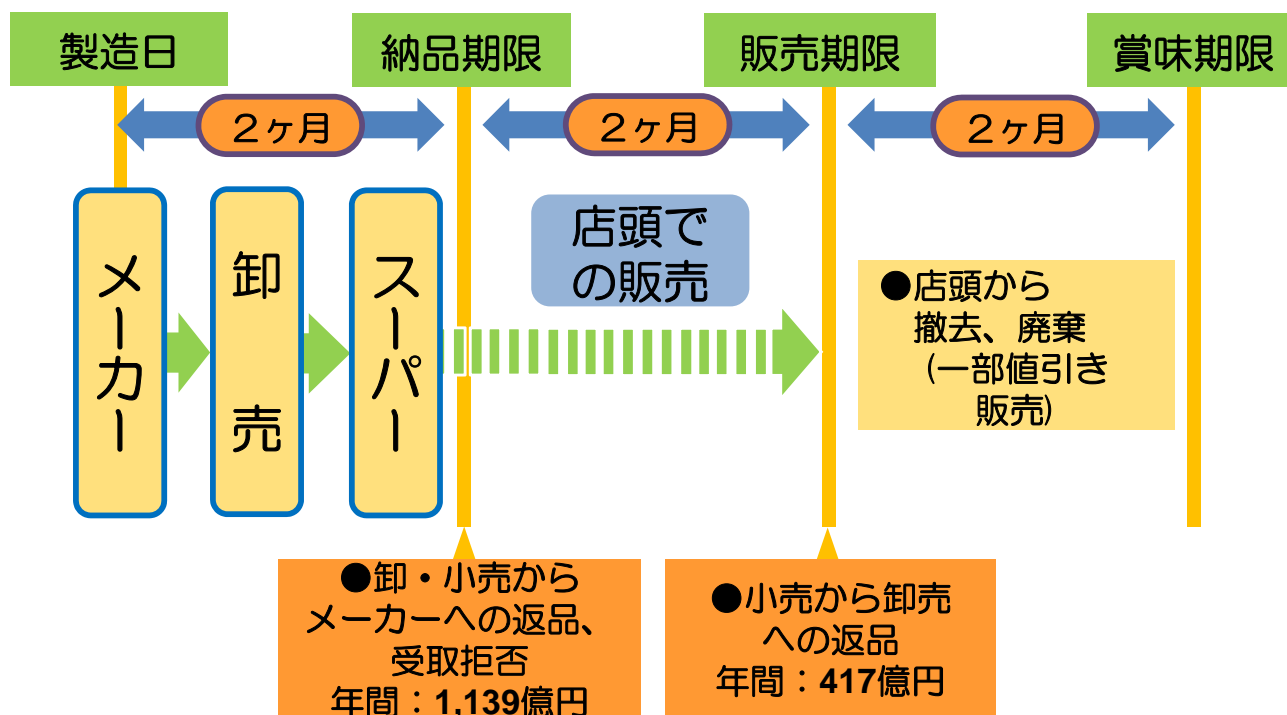 製造日
納品期限
販売期限
賞味期限
２ヶ月
２ヶ月
２ヶ月
メーカー
卸売
スーパー
店頭で
の販売
●店頭から
撤去、廃棄
(一部値引き
販売)
●卸・小売から
メーカーへの返品、
受取拒否
年間：1,139億円
●小売から卸売
への返品
年間：417億円